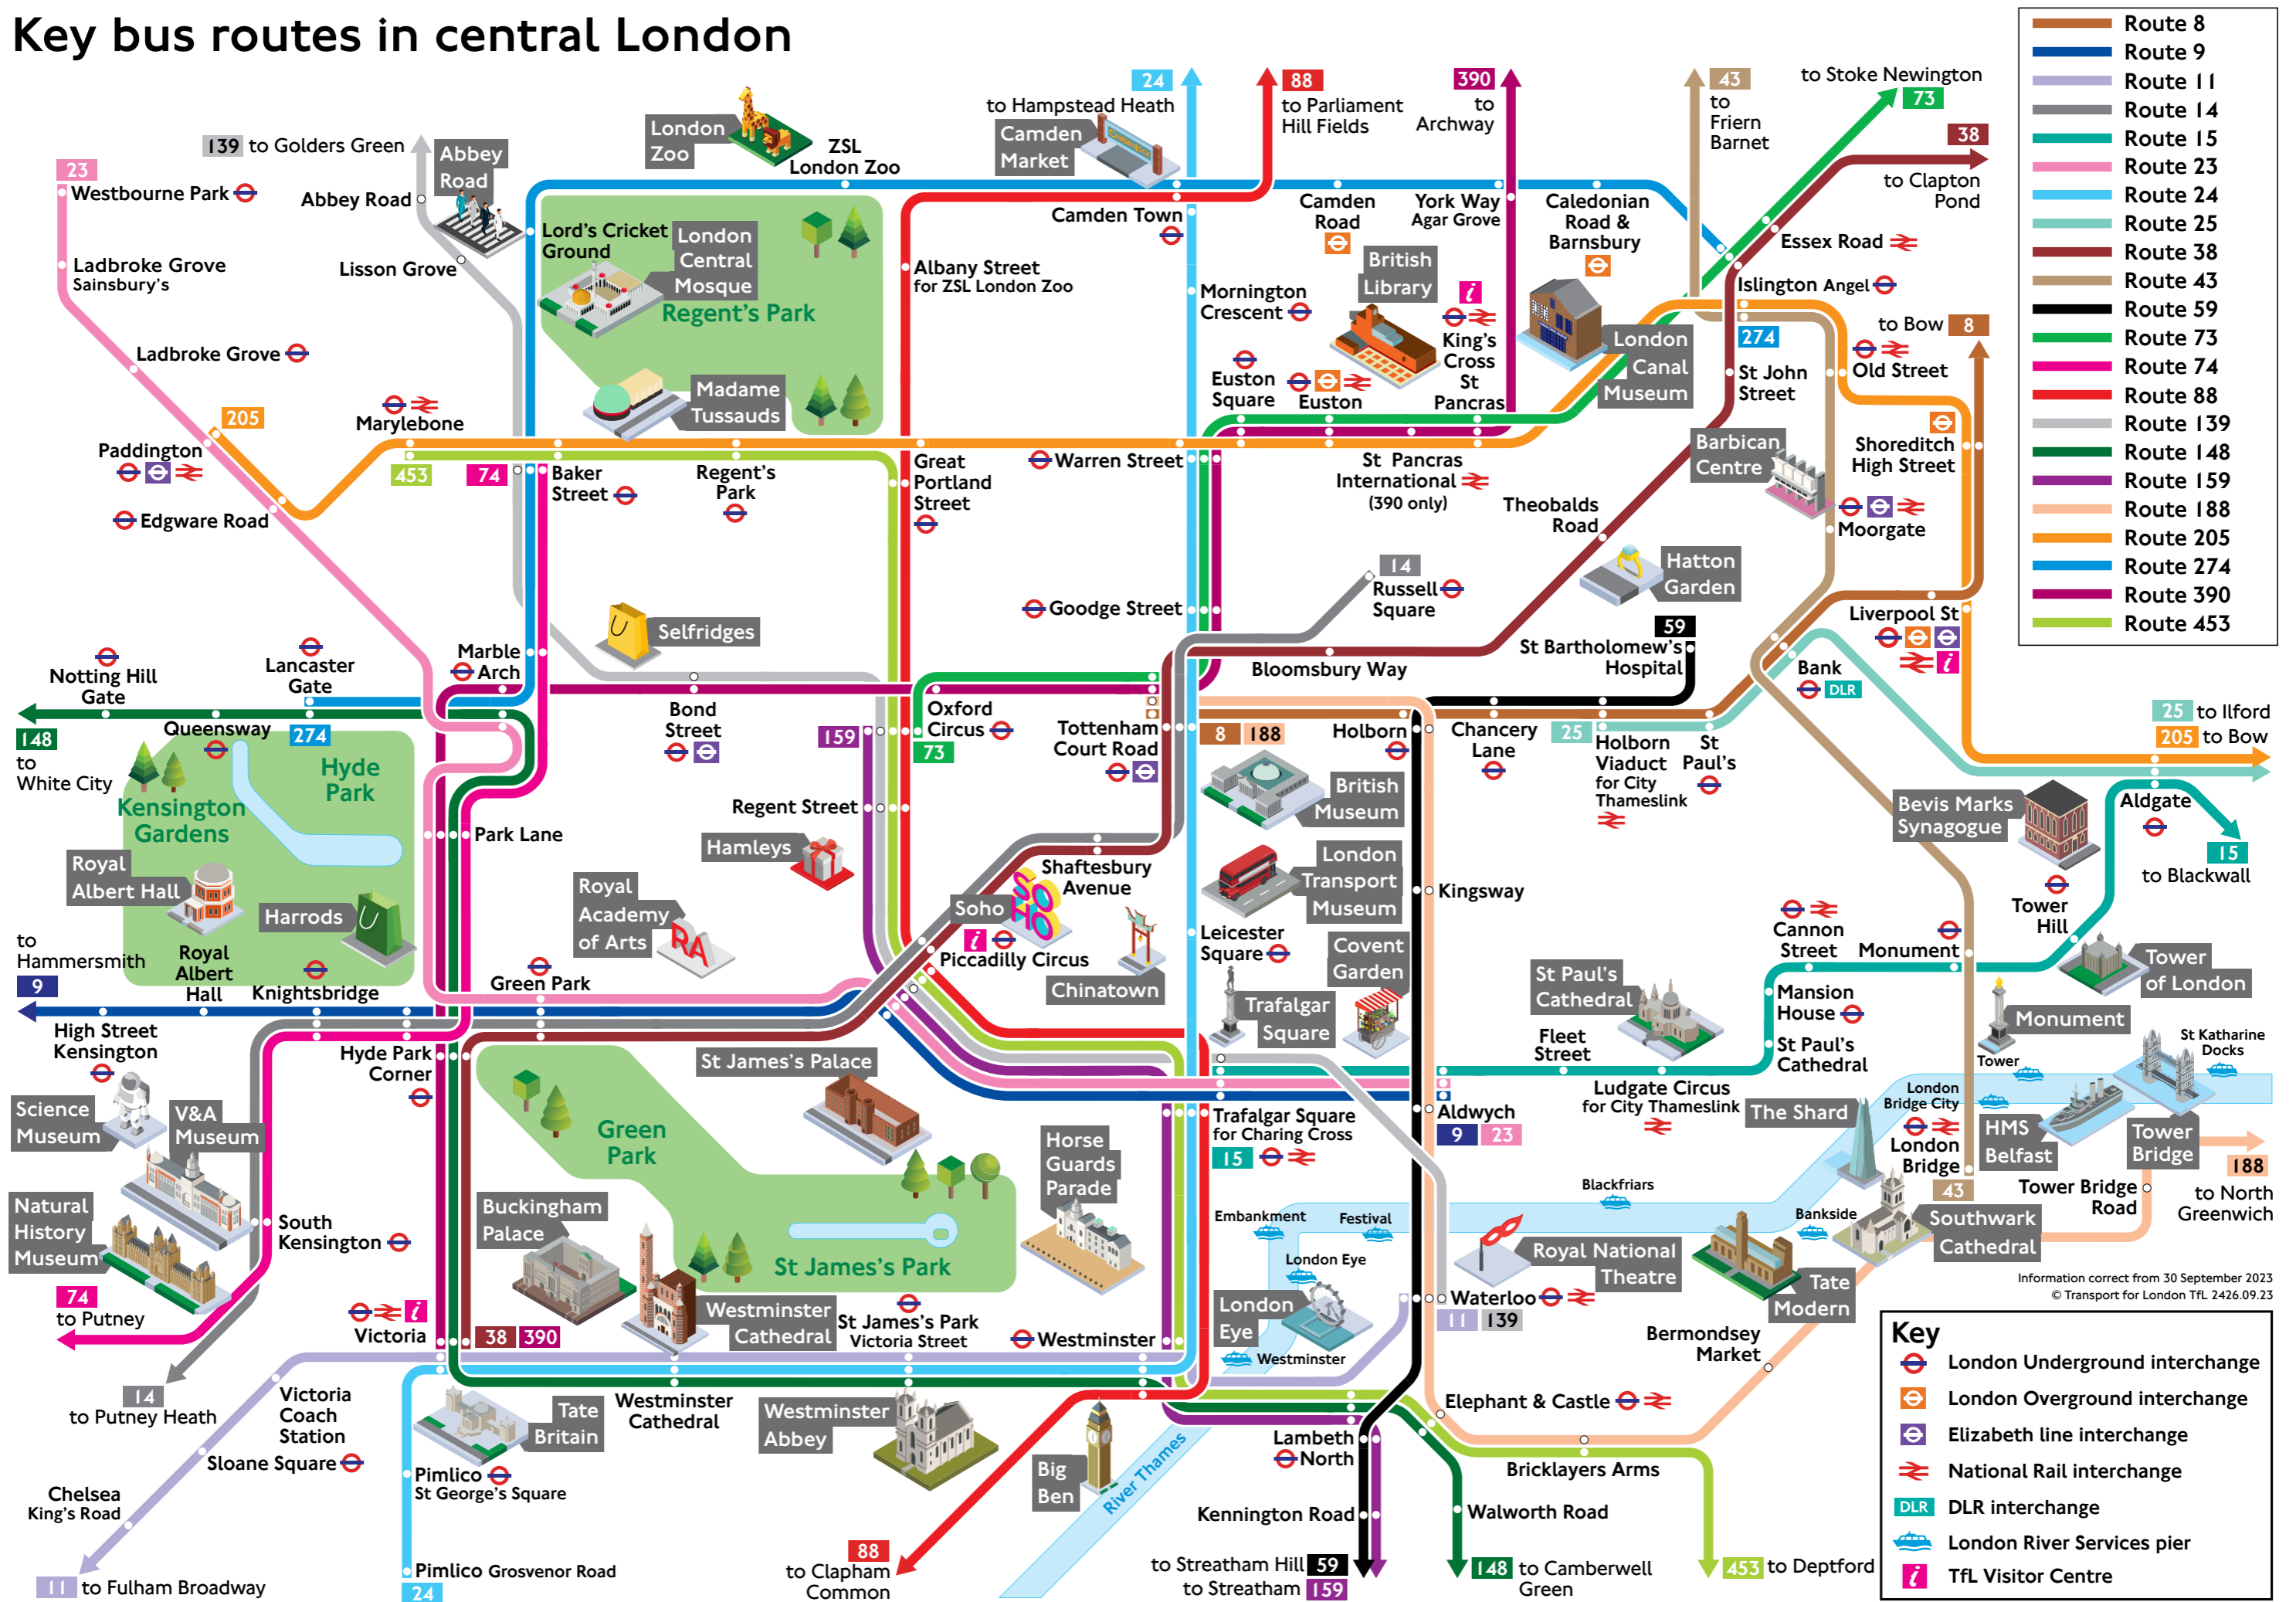 Key bus routes in central London
Route 8
Route 9
Route 11
Route 14
Route 15
Route 23
Route 24
Route 25
Route 38
Route 43
Route 59
Route 73
Route 74
Route 88
Route 139
Route 148
Route 159
Route 188
Route 205
Route 274
Route 390
Route 453
24
to Hampstead Heath
88
to Parliament
Hill Fields
390
to
Archway
43
to
Friern
Barnet
to Stoke Newington
73
38
to Clapton
Pond
139 to Golders Green
23
Westbourne Park
Abbey
Road
Abbey Road
London
Zoo
ZSL
London Zoo
Camden
Market
Camden Town
Camden
Road
York Way
Agar Grove
Caledonian
Road &
Barnsbury
Essex Road
Ladbroke Grove
Sainsbury's
Lisson Grove
Lord's Cricket
Ground
London
Central
Mosque
Regent's Park
Albany Street
for ZSL London Zoo
Mornington
Crescent
British
Library
i
King's
Cross
St
Pancras
Islington Angel
274
to Bow 8
London
Canal
Museum
Old Street
St John
Street
Ladbroke Grove
Madame
Tussauds
Euston
Square
Euston
205
Marylebone
Paddington
453
74
Baker
Street
Regent's
Park
Great
Portland
Street
Warren Street
St Pancras
International
(390 only)
Barbican
Centre
Shoreditch
High Street
Edgware Road
Theobalds
Road
Moorgate
14
Russell
Square
Hatton
Garden
Goodge Street
59
St Bartholomew's
Hospital
Liverpool St
i
Selfridges
Notting Hill
Gate
Lancaster
Gate
Marble
Arch
Bloomsbury Way
Bank
DLR
148
to
White City
Queensway
274
Bond
Street
159
Oxford
Circus
73
Tottenham
Court Road
8 188
Holborn
Chancery
Lane
25
Holborn
Viaduct
for City
Thameslink
St
Paul's
25 to Ilford
205 to Bow
Hyde
Park
Kensington
Gardens
Regent Street
British
Museum
Bevis Marks
Synagogue
Aldgate
15
to Blackwall
Park Lane
Hamleys
Royal
Albert Hall
Harrods
Royal
Academy
of Arts
RA
Soho
SOHO
Shaftesbury
Avenue
London
Transport
Museum
Kingsway
Tower
Hill
to
Hammersmith
9
Royal
Albert
Hall
Knightsbridge
Green Park
i
Piccadilly Circus
Chinatown
Leicester
Square
Covent
Garden
St Paul's
Cathedral
Cannon
Street
Monument
Tower
of London
High Street
Kensington
Hyde Park
Corner
St James's Palace
Trafalgar
Square
Fleet
Street
Mansion
House
St Paul's
Cathedral
Monument
Tower
St Katharine
Docks
Science
Museum
V&A
Museum
Green
Park
Horse
Guards
Parade
Trafalgar Square
for Charing Cross
15
Aldwych
9 23
Ludgate Circus
for City Thameslink
The Shard
London
Bridge City
London
Bridge
HMS
Belfast
Tower
Bridge
188
to North
Greenwich
Natural
History
Museum
South
Kensington
Buckingham
Palace
St James's Park
Embankment
Festival
Blackfriars
Bankside
43
Tower Bridge
Road
Southwark
Cathedral
London Eye
Royal National
Theatre
Tate
Modern
74
to Putney
i
Victoria
38 390
Westminster
Cathedral
St James's Park
Victoria Street
Westminster
London
Eye
Westminster
Waterloo
11 139
Bermondsey
Market
Information correct from 30 September 2023
© Transport for London TfL 2426.09.23
14
to Putney Heath
Victoria
Coach
Station
Sloane Square
Tate
Britain
Westminster
Cathedral
Westminster
Abbey
Big
Ben
River Thames
Lambeth
North
Elephant & Castle
Bricklayers Arms
Chelsea
King's Road
Pimlico
St George's Square
Kennington Road
Walworth Road
11 to Fulham Broadway
Pimlico Grosvenor Road
24
88
to Clapham
Common
to Streatham Hill 59
to Streatham 159
148 to Camberwell
Green
453 to Deptford
Key
London Underground interchange
London Overground interchange
Elizabeth line interchange
National Rail interchange
DLR DLR interchange
London River Services pier
i TfL Visitor Centre